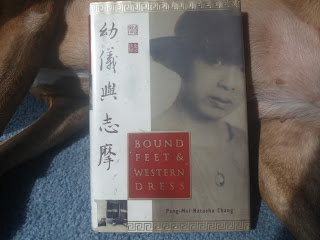 幼儀與志摩
BOUND
FEET &
WESTERN
DRESS
Pang-Mei Natasha Chang